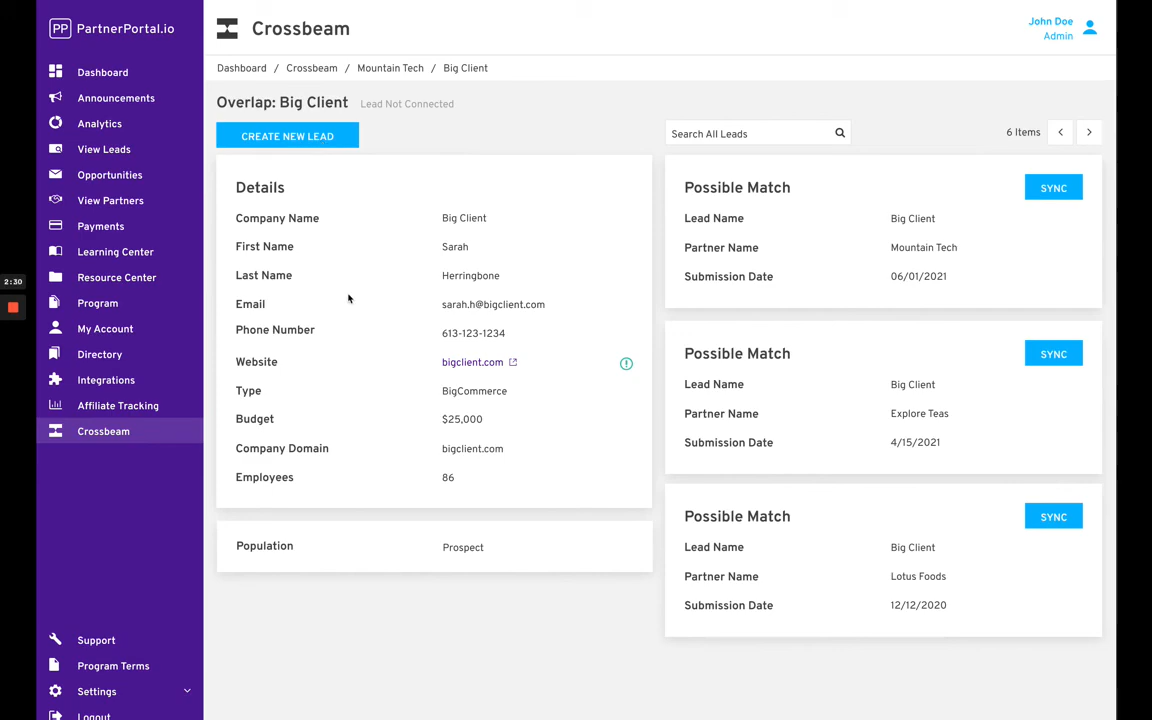 PP PartnerPortal.io
Dashboard
Announcements
Analytics
View Leads
Opportunities
View Partners
Payments
Learning Center
Resource Center
Program
My Account
Directory
Integrations
Affiliate Tracking
Crossbeam
Support
Program Terms
Settings
Logout
2:30
Crossbeam
John Doe
Admin
Dashboard / Crossbeam / Mountain Tech / Big Client
Overlap: Big Client Lead Not Connected
CREATE NEW LEAD
Search All Leads
6 Items
Details
Company Name Big Client
First Name Sarah
Last Name Herringbone
Email sarah.h@bigclient.com
Phone Number 613-123-1234
Website bigclient.com
Type BigCommerce
Budget $25,000
Company Domain bigclient.com
Employees 86
Population Prospect
Possible Match SYNC
Lead Name Big Client
Partner Name Mountain Tech
Submission Date 06/01/2021
Possible Match SYNC
Lead Name Big Client
Partner Name Explore Teas
Submission Date 4/15/2021
Possible Match SYNC
Lead Name Big Client
Partner Name Lotus Foods
Submission Date 12/12/2020